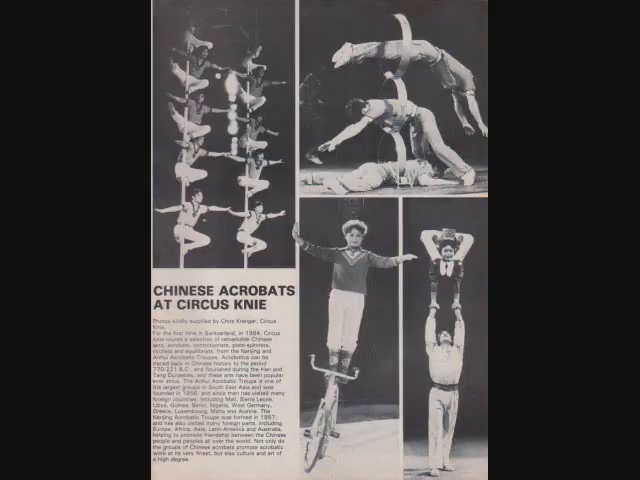 CHINESE ACROBATS
AT CIRCUS KNIE
Photos kindly supplied by Chris Krenger, Circus
Knie.
For the first time in Switzerland, in 1984, Circus
Knie toured a selection of remarkable Chinese
acro, acrobats, contortionists, plate-spinners,
cyclists and equilibrists, from the Nanjing and
Anhui Acrobatic Troupes. Acrobatics can be
traced back in Chinese history to the period
770-221 B.C., and flourished during the Han and
Tang Dynasties, and these arts have been popular
ever since. The Anhui Acrobatic Troupe is one of
the largest groups in South East Asia and was
founded in 1956, and since then has visited many
foreign countries, including Mali, Sierra Leone,
Libya, Guinea, Benin, Nigeria, West Germany,
Greece, Luxembourg, Malta and Austria. The
Nanjing Acrobatic Troupe was formed in 1957,
and has also visited many foreign parts, including
Europe, Africa, Asia, Latin-America and Australia,
helping to promote friendship between the Chinese
people and peoples all over the world. Not only do
the groups of Chinese acrobats promote acrobatic
work at its very finest, but also culture and art of
a high degree.